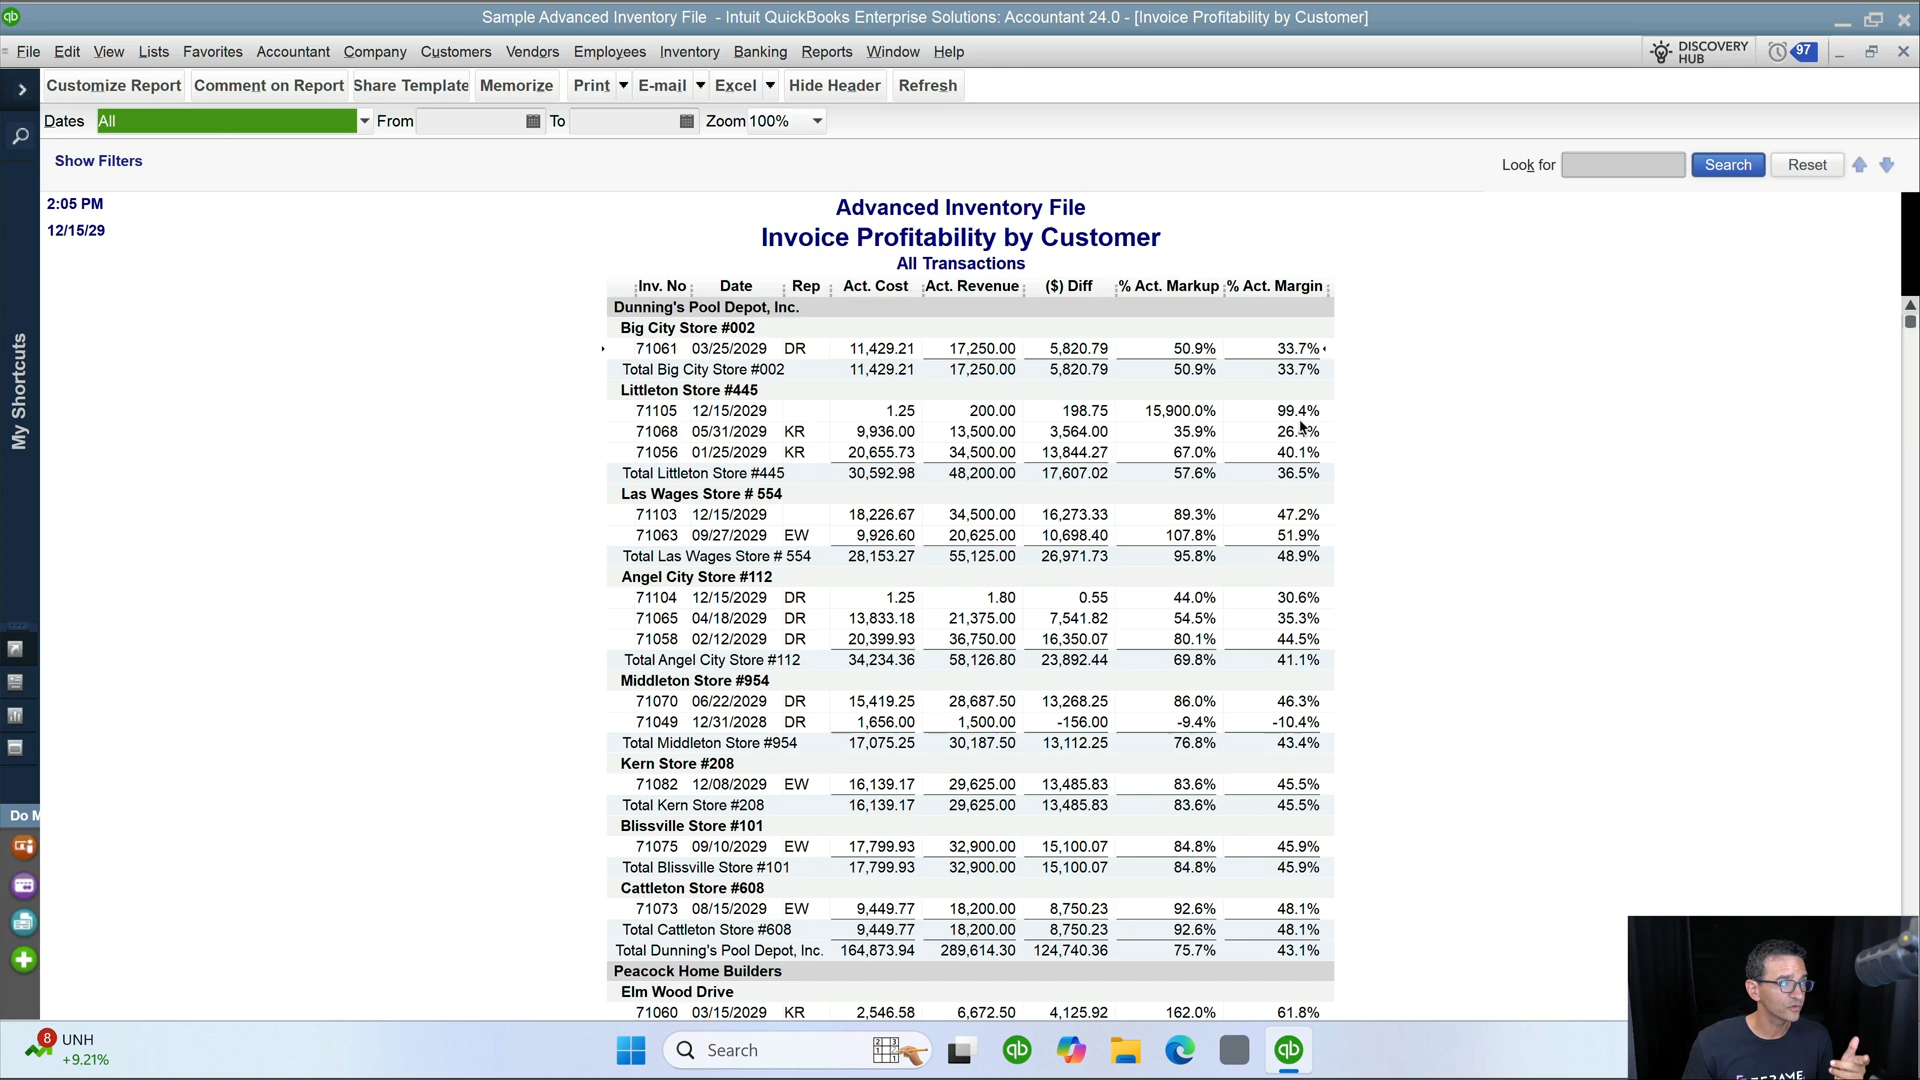 Sample Advanced Inventory File - Intuit QuickBooks Enterprise Solutions: Accountant 24.0 - [Invoice Profitability by Customer]
File Edit View Lists Favorites Accountant Company Customers Vendors Employees Inventory Banking Reports Window Help
DISCOVERY HUB 97
Customize Report Comment on Report Share Template Memorize Print E-mail Excel Hide Header Refresh
Dates All From To Zoom 100%
Show Filters
Look for Search Reset
2:05 PM
12/15/29
Advanced Inventory File
Invoice Profitability by Customer
All Transactions
Inv. No Date Rep Act. Cost Act. Revenue ($) Diff % Act. Markup % Act. Margin
Dunning's Pool Depot, Inc.
Big City Store #002
71061 03/25/2029 DR 11,429.21 17,250.00 5,820.79 50.9% 33.7%
Total Big City Store #002 11,429.21 17,250.00 5,820.79 50.9% 33.7%
Littleton Store #445
71105 12/15/2029 1.25 200.00 198.75 15,900.0% 99.4%
71068 05/31/2029 KR 9,936.00 13,500.00 3,564.00 35.9%
71056 01/25/2029 KR 20,655.73 34,500.00 13,844.27 67.0% 40.1%
Total Littleton Store #445 30,592.98 48,200.00 17,607.02 57.6% 36.5%
Las Wages Store # 554
71103 12/15/2029 18,226.67 34,500.00 16,273.33 89.3% 47.2%
71063 09/27/2029 EW 9,926.60 20,625.00 10,698.40 107.8% 51.9%
Total Las Wages Store # 554 28,153.27 55,125.00 26,971.73 95.8% 48.9%
Angel City Store #112
71104 12/15/2029 DR 1.25 1.80 0.55 44.0% 30.6%
71065 04/18/2029 DR 13,833.18 21,375.00 7,541.82 54.5% 35.3%
71058 02/12/2029 DR 20,399.93 36,750.00 16,350.07 80.1% 44.5%
Total Angel City Store #112 34,234.36 58,126.80 23,892.44 69.8% 41.1%
Middleton Store #954
71070 06/22/2029 DR 15,419.25 28,687.50 13,268.25 86.0% 46.3%
71049 12/31/2028 DR 1,656.00 1,500.00 -156.00 -9.4% -10.4%
Total Middleton Store #954 17,075.25 30,187.50 13,112.25 76.8% 43.4%
Kern Store #208
71082 12/08/2029 EW 16,139.17 29,625.00 13,485.83 83.6% 45.5%
Total Kern Store #208 16,139.17 29,625.00 13,485.83 83.6% 45.5%
Blissville Store #101
71075 09/10/2029 EW 17,799.93 32,900.00 15,100.07 84.8% 45.9%
Total Blissville Store #101 17,799.93 32,900.00 15,100.07 84.8% 45.9%
Cattleton Store #608
71073 08/15/2029 EW 9,449.77 18,200.00 8,750.23 92.6% 48.1%
Total Cattleton Store #608 9,449.77 18,200.00 8,750.23 92.6% 48.1%
Total Dunning's Pool Depot, Inc. 164,873.94 289,614.30 124,740.36 75.7% 43.1%
Peacock Home Builders
Elm Wood Drive
71060 03/15/2029 KR 2,546.58 6,672.50 4,125.92 162.0% 61.8%
My Shortcuts
Do M
8
UNH
+9.21%
Search